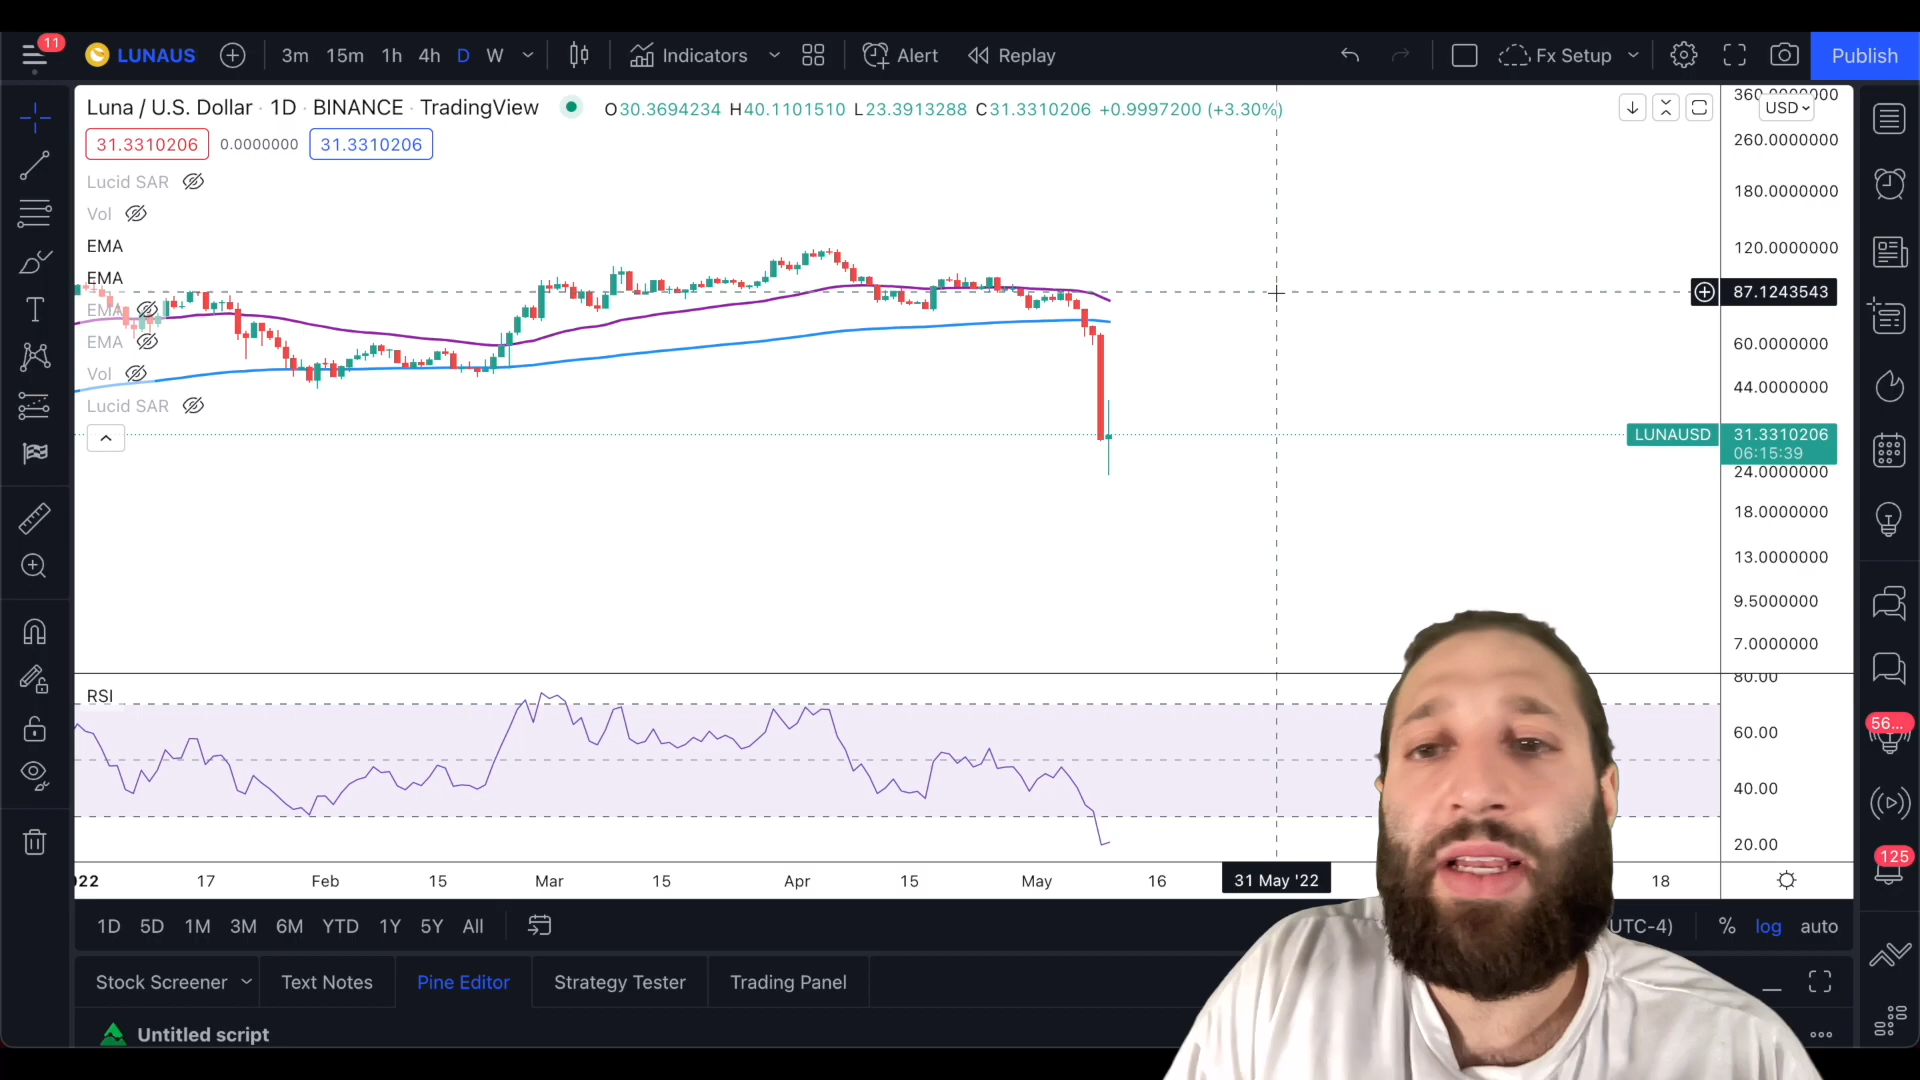 11
LUNAUS 3m 15m 1h 4h D W Indicators Alert Replay Fx Setup Publish
Luna / U.S. Dollar · 1D · BINANCE · TradingView O30.3694234 H40.1101510 L23.3913288 C31.3310206 +0.9997200 (+3.30%)
31.3310206 0.0000000 31.3310206
Lucid SAR
Vol
EMA
EMA
EMA
EMA
Vol
Lucid SAR
USD
260.0000000
180.0000000
120.0000000
87.1243543
60.0000000
44.0000000
LUNAUSD 31.3310206
06:15:39
24.0000000
18.0000000
13.0000000
9.5000000
7.0000000
RSI
80.00
60.00
40.00
20.00
56...
125
022 17 Feb 15 Mar 15 Apr 15 May 16 31 May '22 18
1D 5D 1M 3M 6M YTD 1Y 5Y All UTC-4) % log auto
Stock Screener Text Notes Pine Editor Strategy Tester Trading Panel
Untitled script